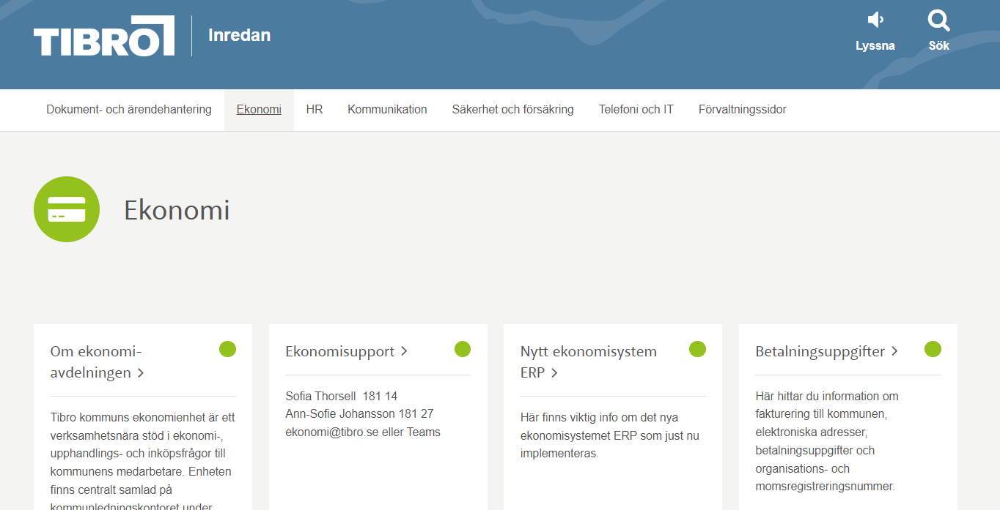 TIBRO
Inredan
Lyssna
Sök
Dokument- och ärendehantering
Ekonomi
HR
Kommunikation
Säkerhet och försäkring
Telefoni och IT
Förvaltningssidor
Ekonomi
Om ekonomi-
avdelningen
Tibro kommuns ekonomienhet är ett
verksamhetsnära stöd i ekonomi-,
upphandlings- och inköpsfrågor till
kommunens medarbetare. Enheten
finns centralt samlad på
kommunledningskontoret under
Ekonomisupport
Sofia Thorsell 181 14
Ann-Sofie Johansson 181 27
ekonomi@tibro.se eller Teams
Nytt ekonomisystem
ERP
Här finns viktig info om det nya
ekonomisystemet ERP som just nu
implementeras.
Betalningsuppgifter
Här hittar du information om
fakturering till kommunen,
elektroniska adresser,
betalningsuppgifter och
organisations- och
momsregistreringsnummer.